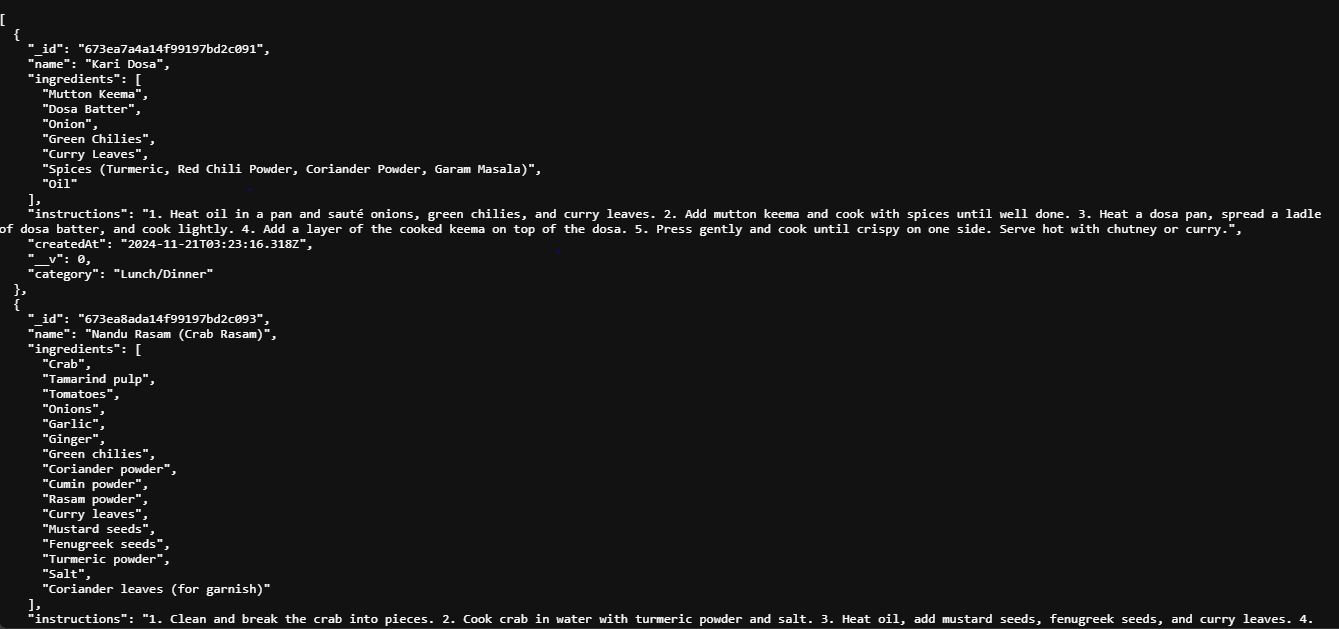 [
  {
    "_id": "673ea7a4a14f99197bd2c091",
    "name": "Kari Dosa",
    "ingredients": [
      "Mutton Keema",
      "Dosa Batter",
      "Onion",
      "Green Chilies",
      "Curry Leaves",
      "Spices (Turmeric, Red Chili Powder, Coriander Powder, Garam Masala)",
      "Oil"
    ],
    "instructions": "1. Heat oil in a pan and sauté onions, green chilies, and curry leaves. 2. Add mutton keema and cook with spices until well done. 3. Heat a dosa pan, spread a ladle
of dosa batter, and cook lightly. 4. Add a layer of the cooked keema on top of the dosa. 5. Press gently and cook until crispy on one side. Serve hot with chutney or curry.",
    "createdAt": "2024-11-21T03:23:16.318Z",
    "__v": 0,
    "category": "Lunch/Dinner"
  },
  {
    "_id": "673ea8ada14f99197bd2c093",
    "name": "Nandu Rasam (Crab Rasam)",
    "ingredients": [
      "Crab",
      "Tamarind pulp",
      "Tomatoes",
      "Onions",
      "Garlic",
      "Ginger",
      "Green chilies",
      "Coriander powder",
      "Cumin powder",
      "Rasam powder",
      "Curry leaves",
      "Mustard seeds",
      "Fenugreek seeds",
      "Turmeric powder",
      "Salt",
      "Coriander leaves (for garnish)"
    ],
    "instructions": "1. Clean and break the crab into pieces. 2. Cook crab in water with turmeric powder and salt. 3. Heat oil, add mustard seeds, fenugreek seeds, and curry leaves. 4.